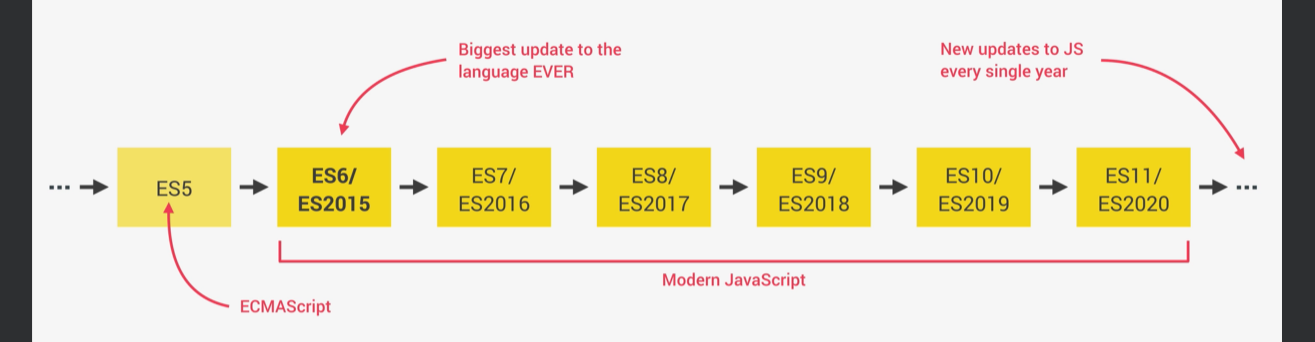 Biggest update to the
language EVER
New updates to JS
every single year
...
ES5
ES6/
ES2015
ES7/
ES2016
ES8/
ES2017
ES9/
ES2018
ES10/
ES2019
ES11/
ES2020
...
Modern JavaScript
ECMAScript